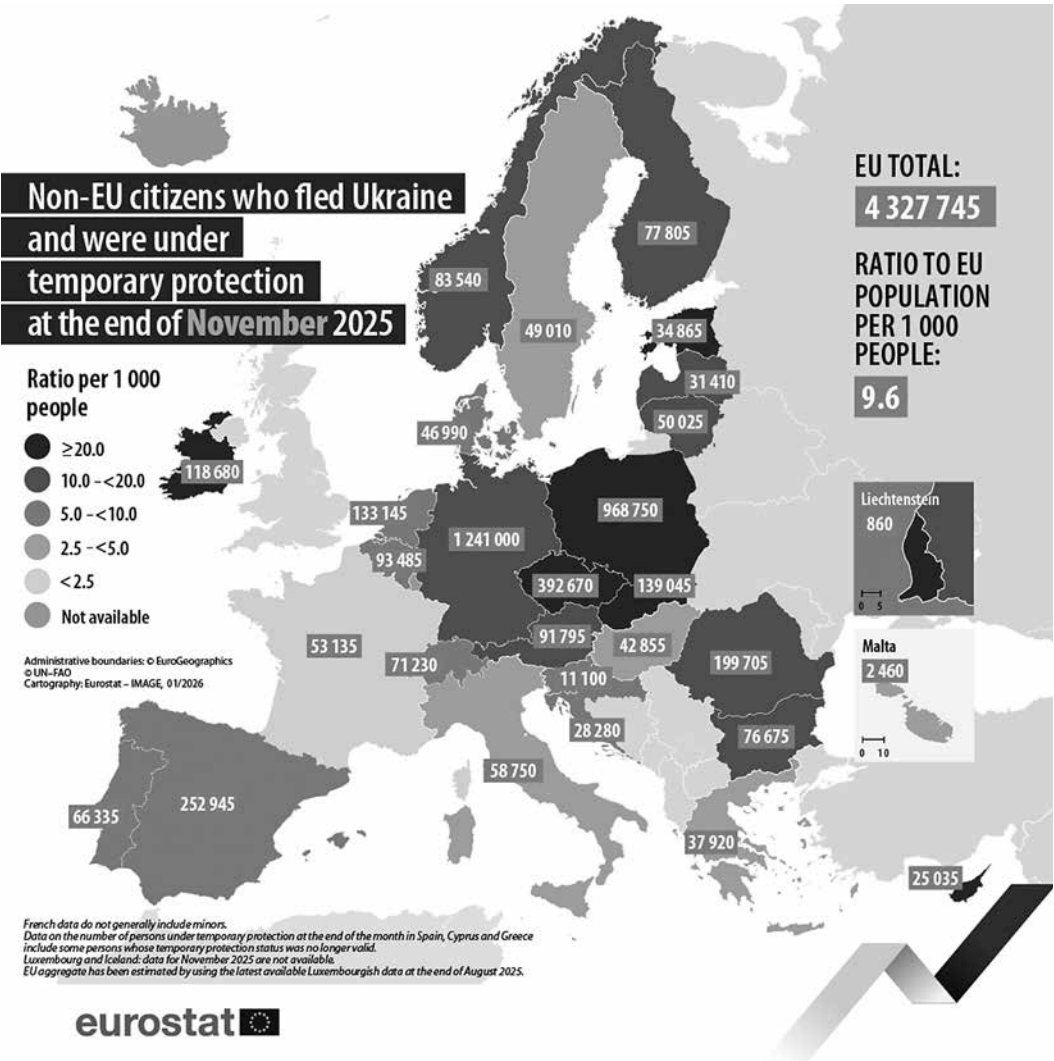 Non-EU citizens who fled Ukraine
and were under
temporary protection
at the end of November 2025
Ratio per 1 000
people
≥20.0
10.0 –<20.0
5.0 –<10.0
2.5 –<5.0
<2.5
Not available
Administrative boundaries: © EuroGeographics
© UN–FAO
Cartography: Eurostat – IMAGE, 01/2026
EU TOTAL:
4 327 745
RATIO TO EU
POPULATION
PER 1 000
PEOPLE:
9.6
77 805
83 540
49 010
34 865
31 410
50 025
46 990
118 680
133 145
968 750
1 241 000
93 485
392 670
139 045
91 795
42 855
53 135
71 230
199 705
11 100
28 280
76 675
58 750
252 945
66 335
37 920
25 035
Liechtenstein
860
0 5
Malta
2 460
0 10
French data do not generally include minors.
Data on the number of persons under temporary protection at the end of the month in Spain, Cyprus and Greece
include some persons whose temporary protection status was no longer valid.
Luxembourg and Iceland: data for November 2025 are not available.
EU aggregate has been estimated by using the latest available Luxembourgish data at the end of August 2025.
eurostat